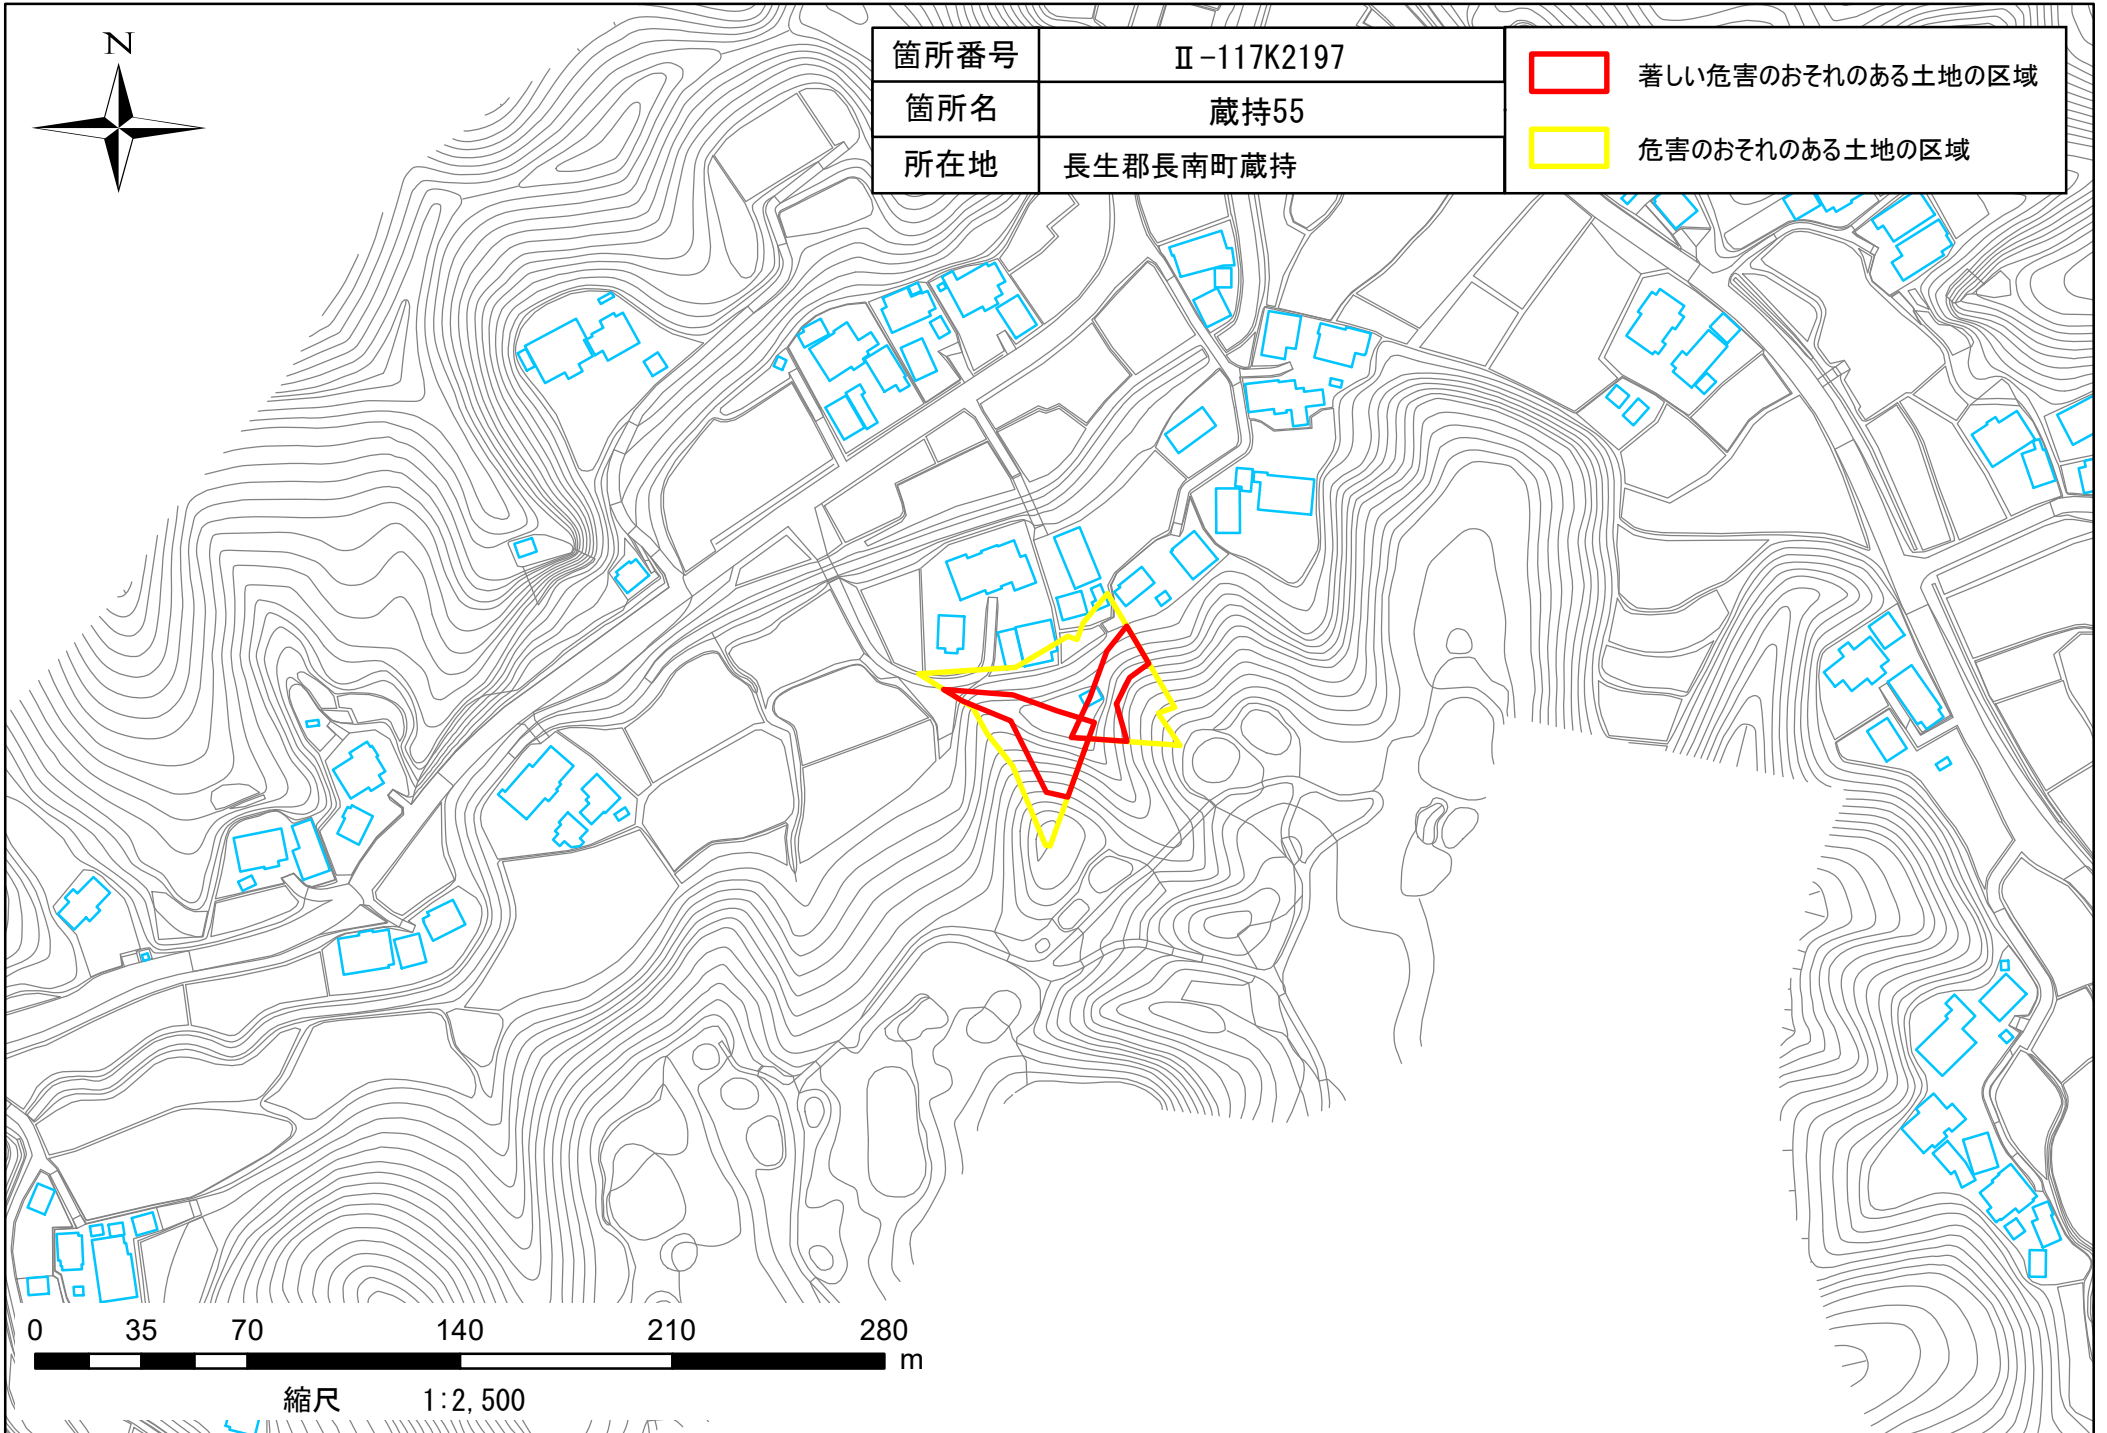 N
箇所番号 Ⅱ-117K2197
箇所名 蔵持55
所在地 長生郡長南町蔵持
著しい危害のおそれのある土地の区域
危害のおそれのある土地の区域
0 35 70 140 210 280
m
縮尺 1:2,500